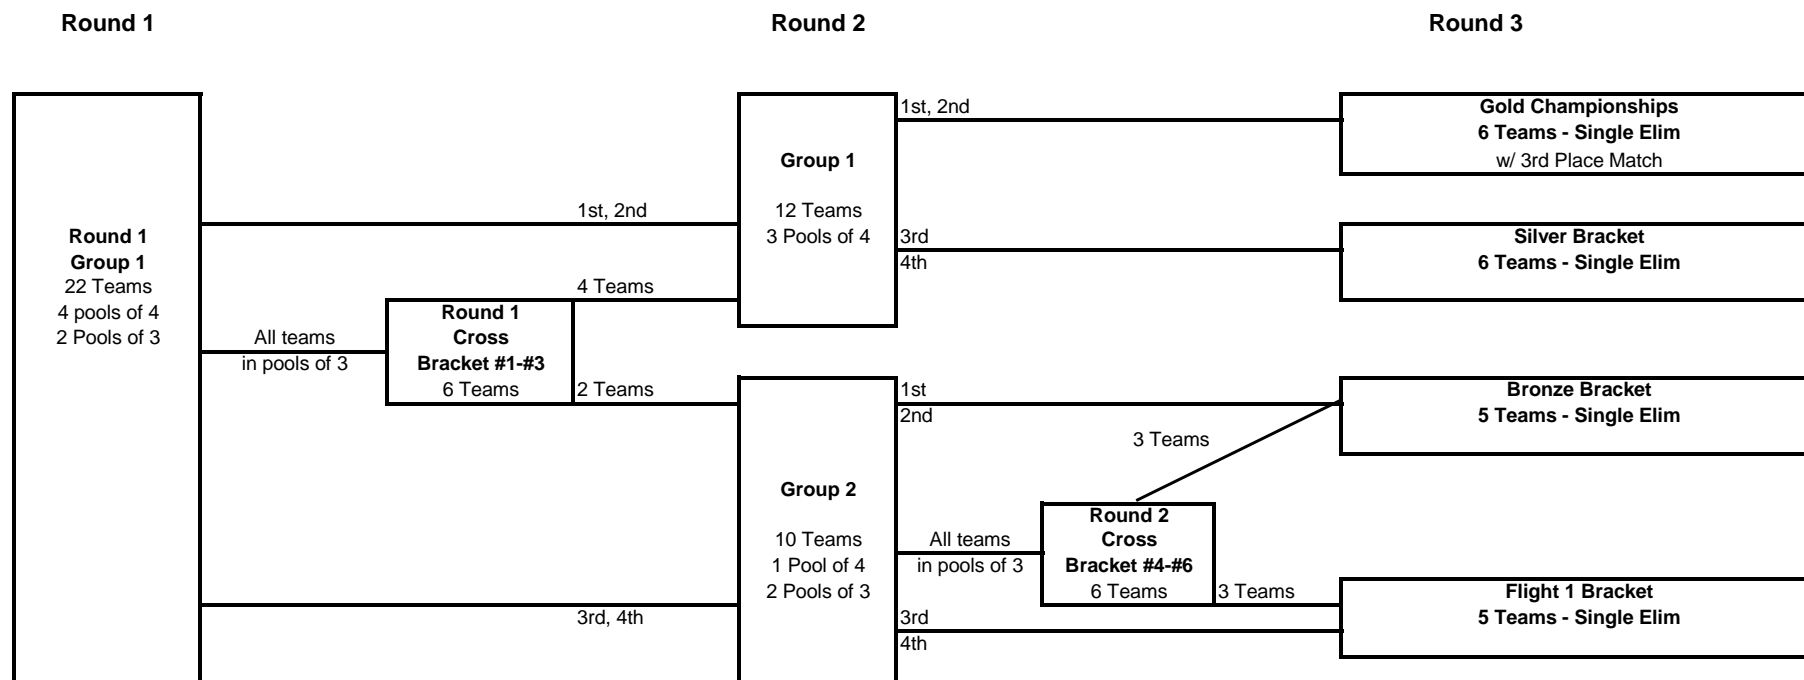 Round 1
Round 2
Round 3
Round 1
Group 1
22 Teams
4 pools of 4
2 Pools of 3
1st, 2nd
All teams
in pools of 3
Round 1
Cross
Bracket #1-#3
6 Teams
4 Teams
2 Teams
3rd, 4th
Group 1
12 Teams
3 Pools of 4
1st, 2nd
3rd
4th
Group 2
10 Teams
1 Pool of 4
2 Pools of 3
1st
2nd
3 Teams
All teams
in pools of 3
Round 2
Cross
Bracket #4-#6
6 Teams
3 Teams
3rd
4th
Gold Championships
6 Teams - Single Elim
w/ 3rd Place Match
Silver Bracket
6 Teams - Single Elim
Bronze Bracket
5 Teams - Single Elim
Flight 1 Bracket
5 Teams - Single Elim